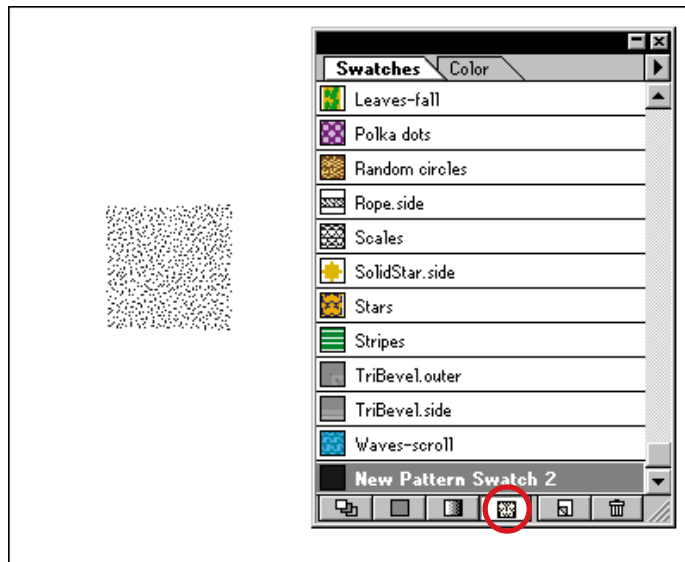 Swatches Color
Leaves-fall
Polka dots
Random circles
Rope.side
Scales
SolidStar.side
Stars
Stripes
TriBevel.outer
TriBevel.side
Waves-scroll
New Pattern Swatch 2